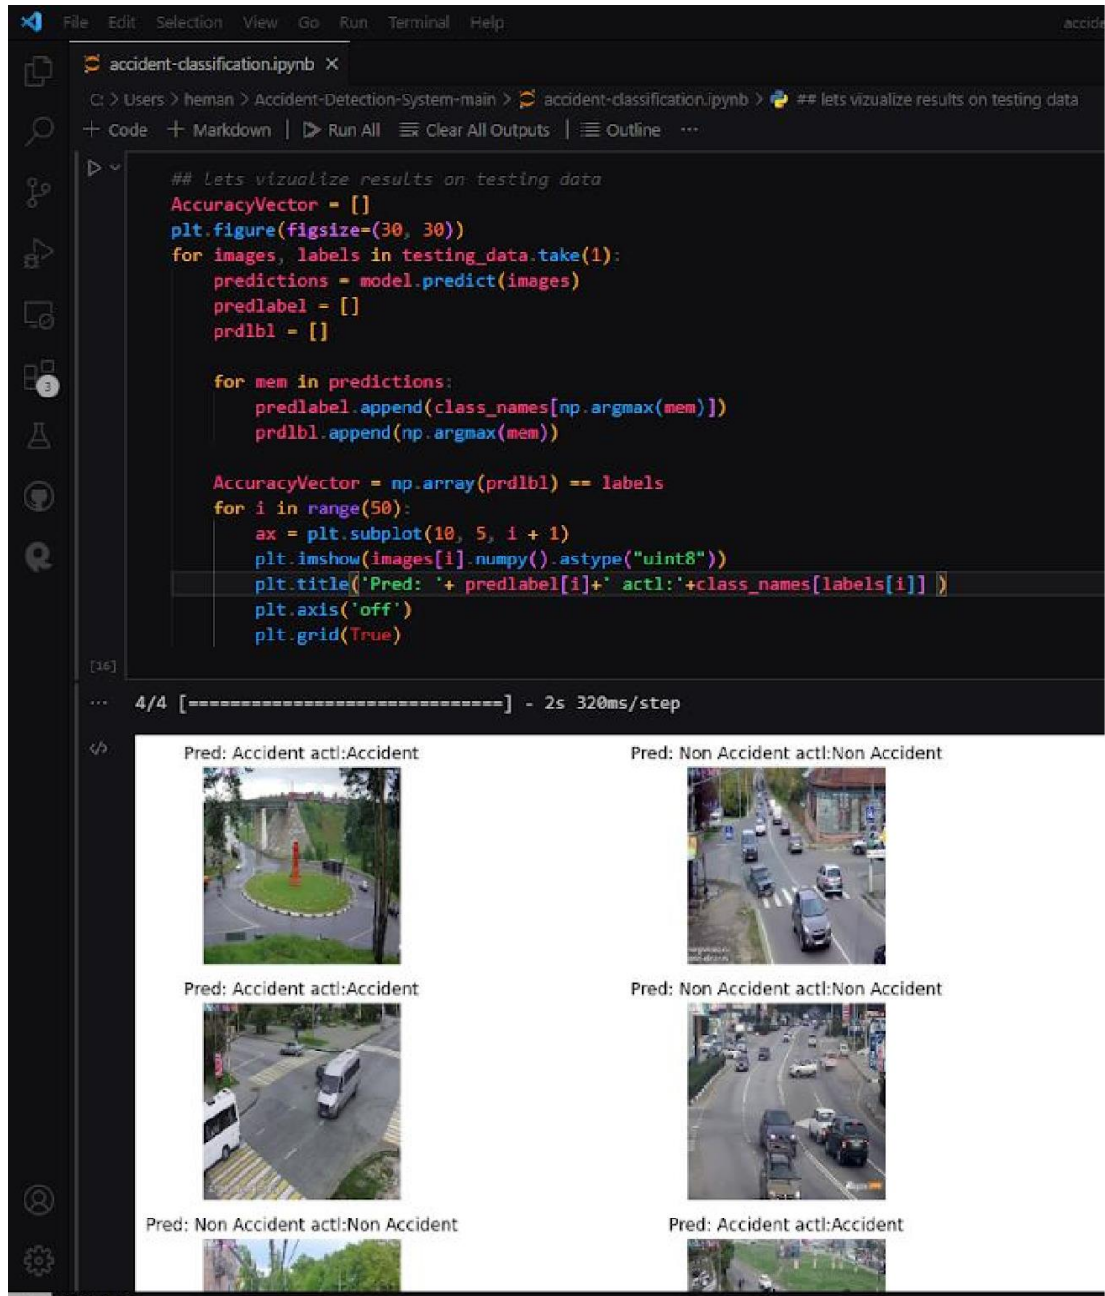 File Edit Selection View Go Run Terminal Help
accide
accident-classification.ipynb ×
C: > Users > heman > Accident-Detection-System-main > accident-classification.ipynb > ## lets vizualize results on testing data
+ Code + Markdown | Run All Clear All Outputs | Outline ...
## lets vizualize results on testing data
AccuracyVector = []
plt.figure(figsize=(30, 30))
for images, labels in testing_data.take(1):
    predictions = model.predict(images)
    predlabel = []
    prdlbl = []
    for mem in predictions:
        predlabel.append(class_names[np.argmax(mem)])
        prdlbl.append(np.argmax(mem))
    AccuracyVector = np.array(prdlbl) == labels
    for i in range(50):
        ax = plt.subplot(10, 5, i + 1)
        plt.imshow(images[i].numpy().astype("uint8"))
        plt.title('Pred: '+ predlabel[i]+' actl:'+class_names[labels[i]] )
        plt.axis('off')
        plt.grid(True)
3
[16]
... 4/4 [==============================] - 2s 320ms/step
Pred: Accident actl:Accident
Pred: Non Accident actl:Non Accident
Pred: Accident actl:Accident
Pred: Non Accident actl:Non Accident
Pred: Non Accident actl:Non Accident
Pred: Accident actl:Accident